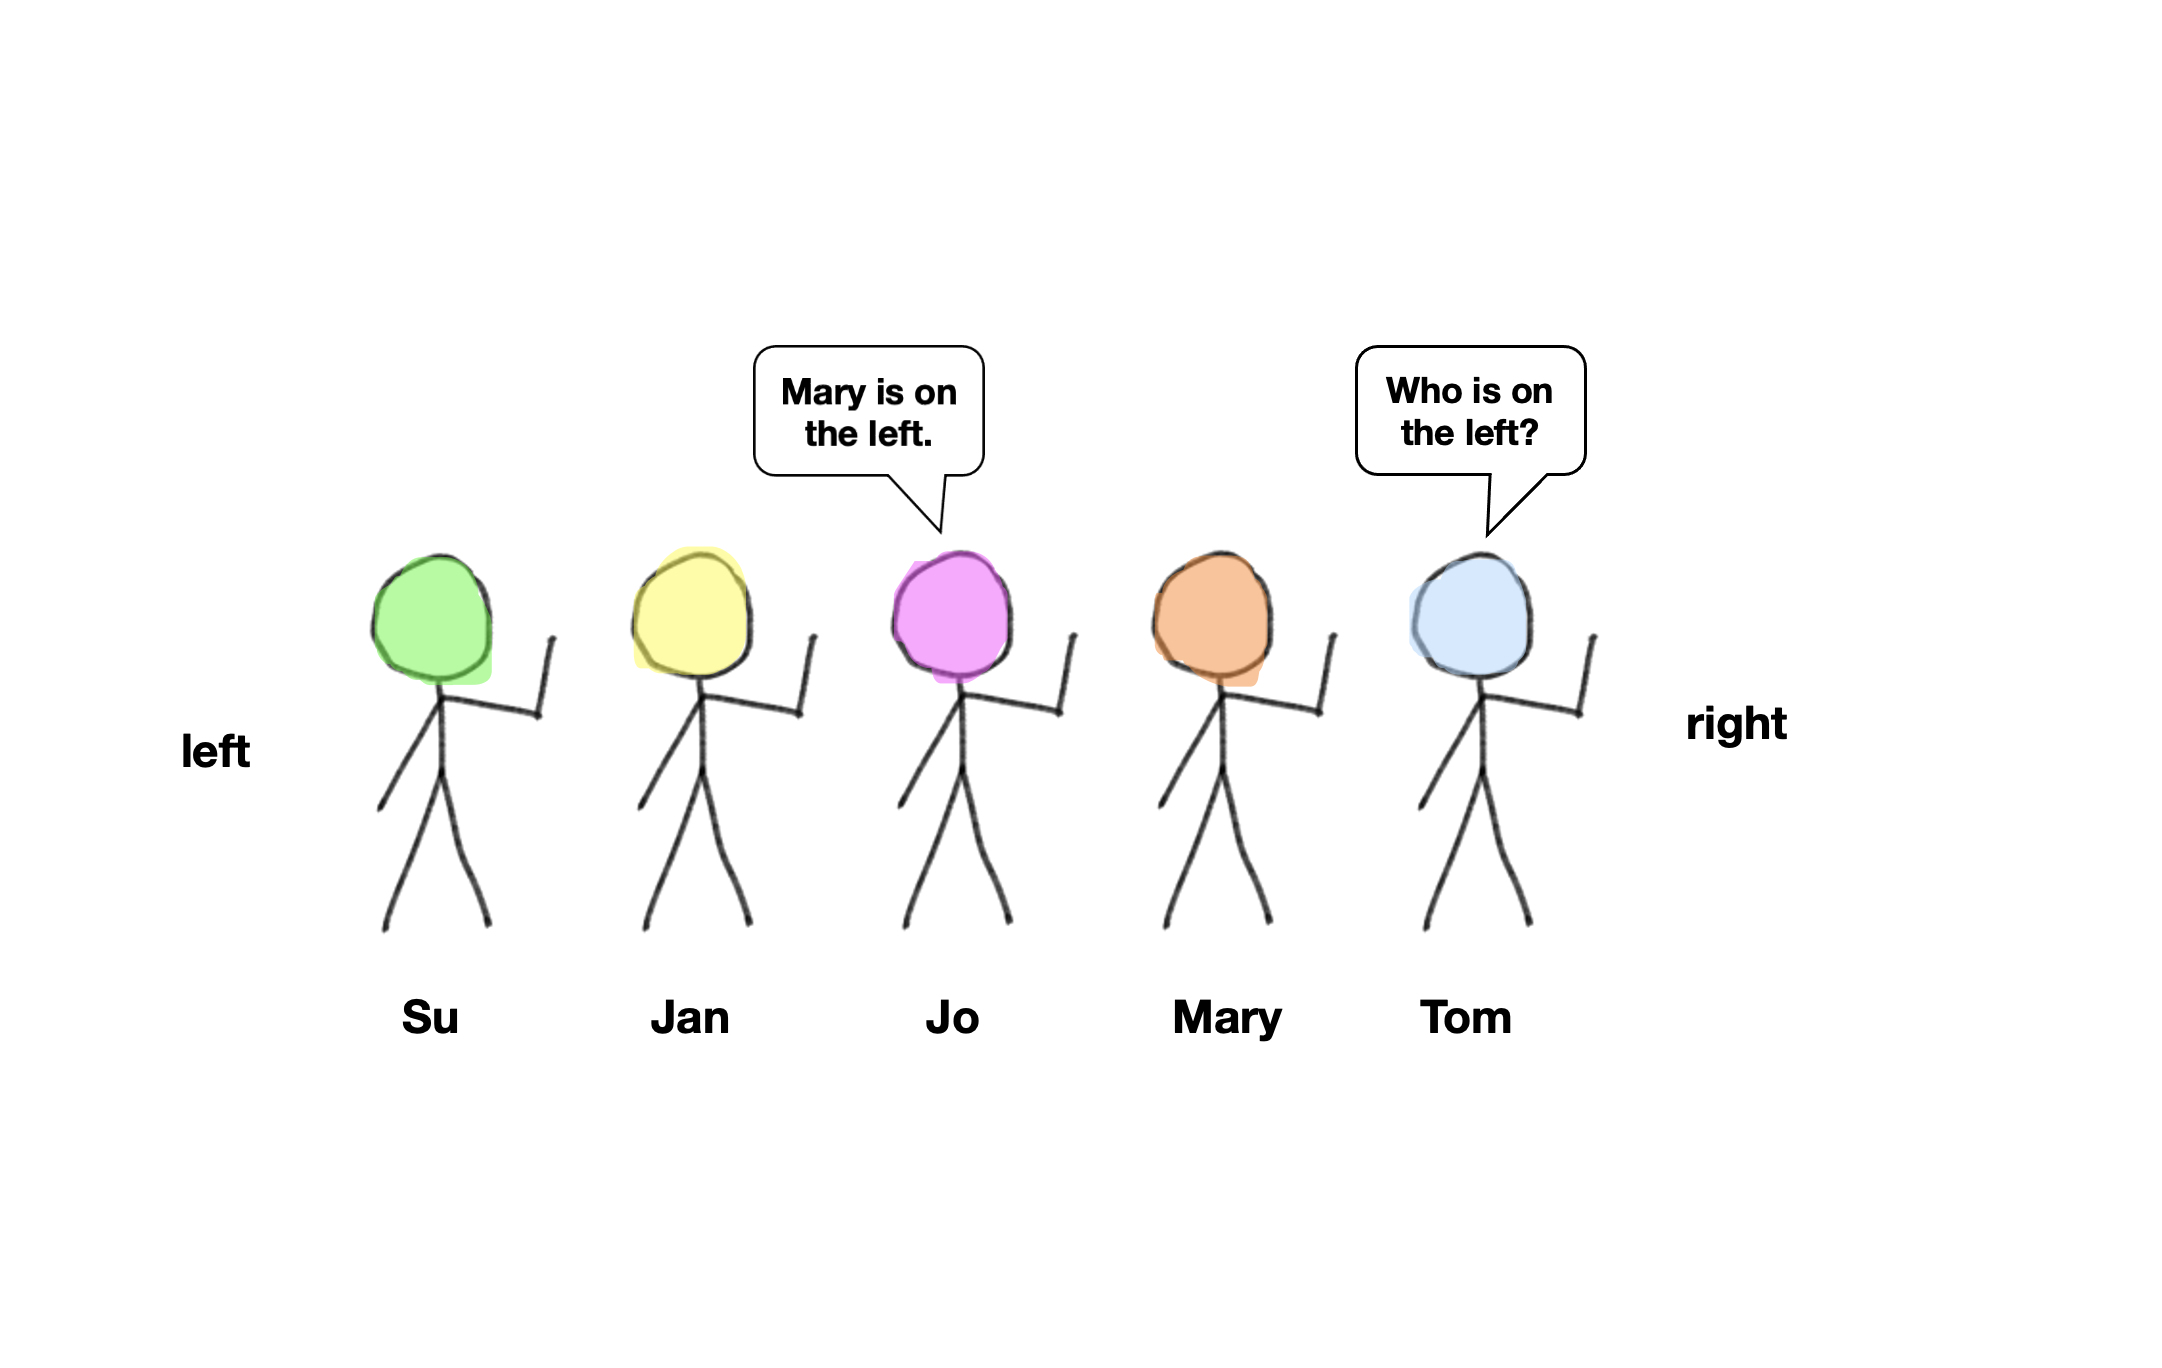 Mary is on
the left.
Who is on
the left?
left
right
Su
Jan
Jo
Mary
Tom